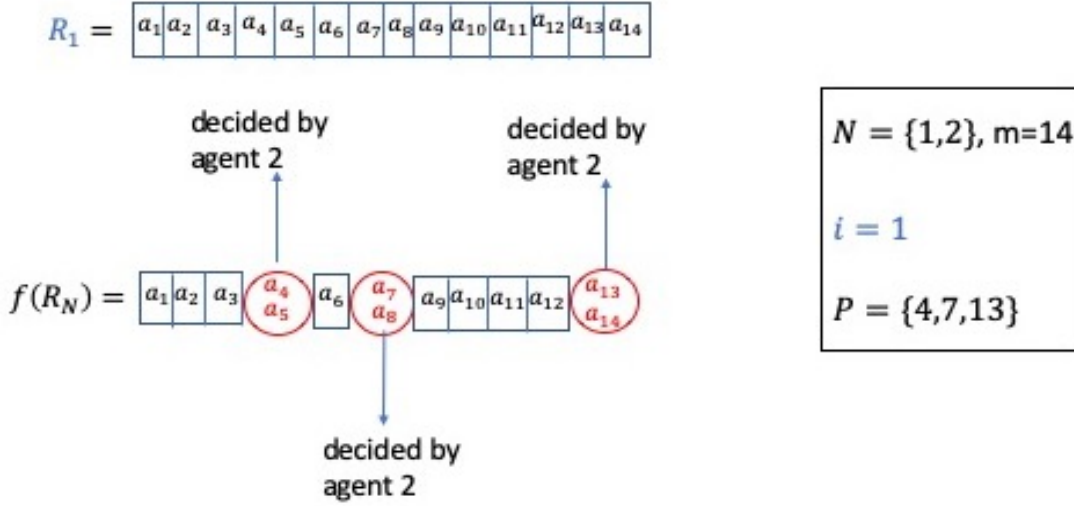 R₁ = a₁ a₂ a₃ a₄ a₅ a₆ a₇ a₈ a₉ a₁₀ a₁₁ a₁₂ a₁₃ a₁₄
decided by
agent 2
decided by
agent 2
f(R_N) = a₁ a₂ a₃ a₄ a₅ a₆ a₇ a₈ a₉ a₁₀ a₁₁ a₁₂ a₁₃ a₁₄
decided by
agent 2
N = {1,2}, m=14
i = 1
P = {4,7,13}